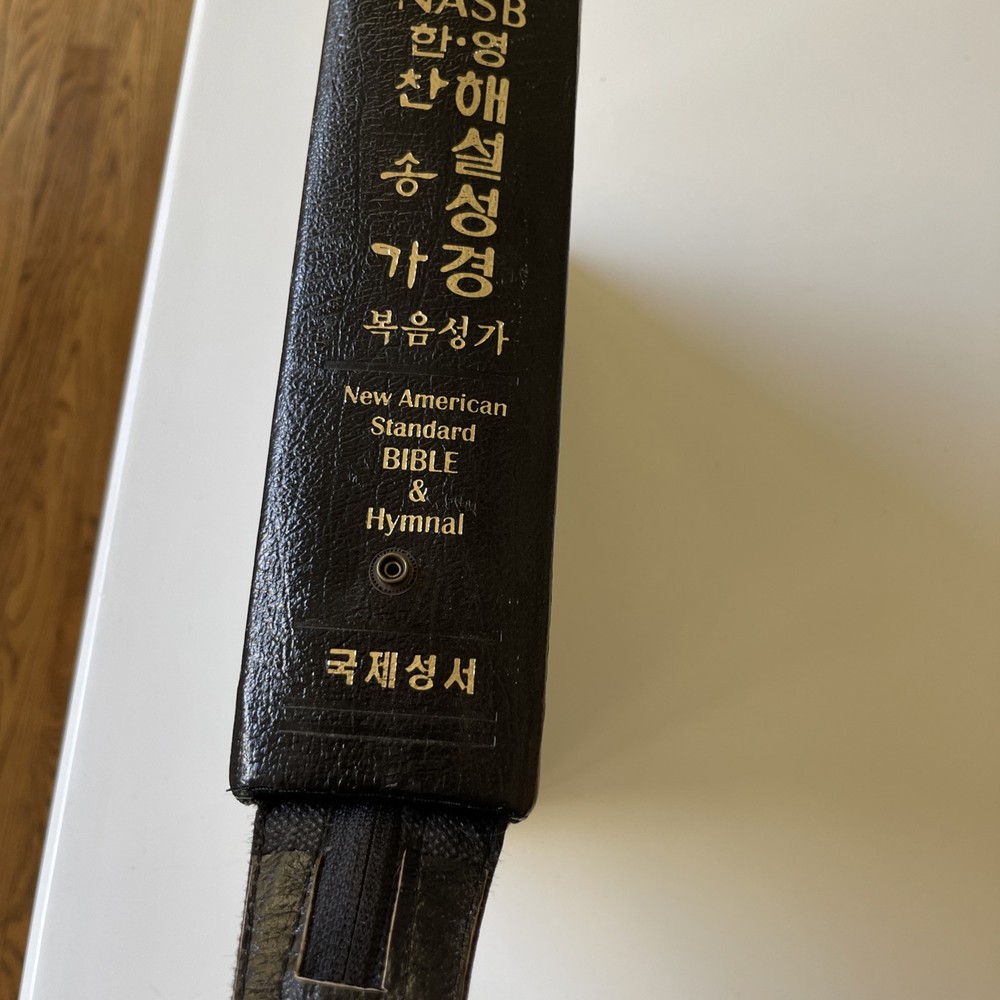 NASB
한·영
해설성경
찬송가
복음성가
New American
Standard
BIBLE
&
Hymnal
국제성서